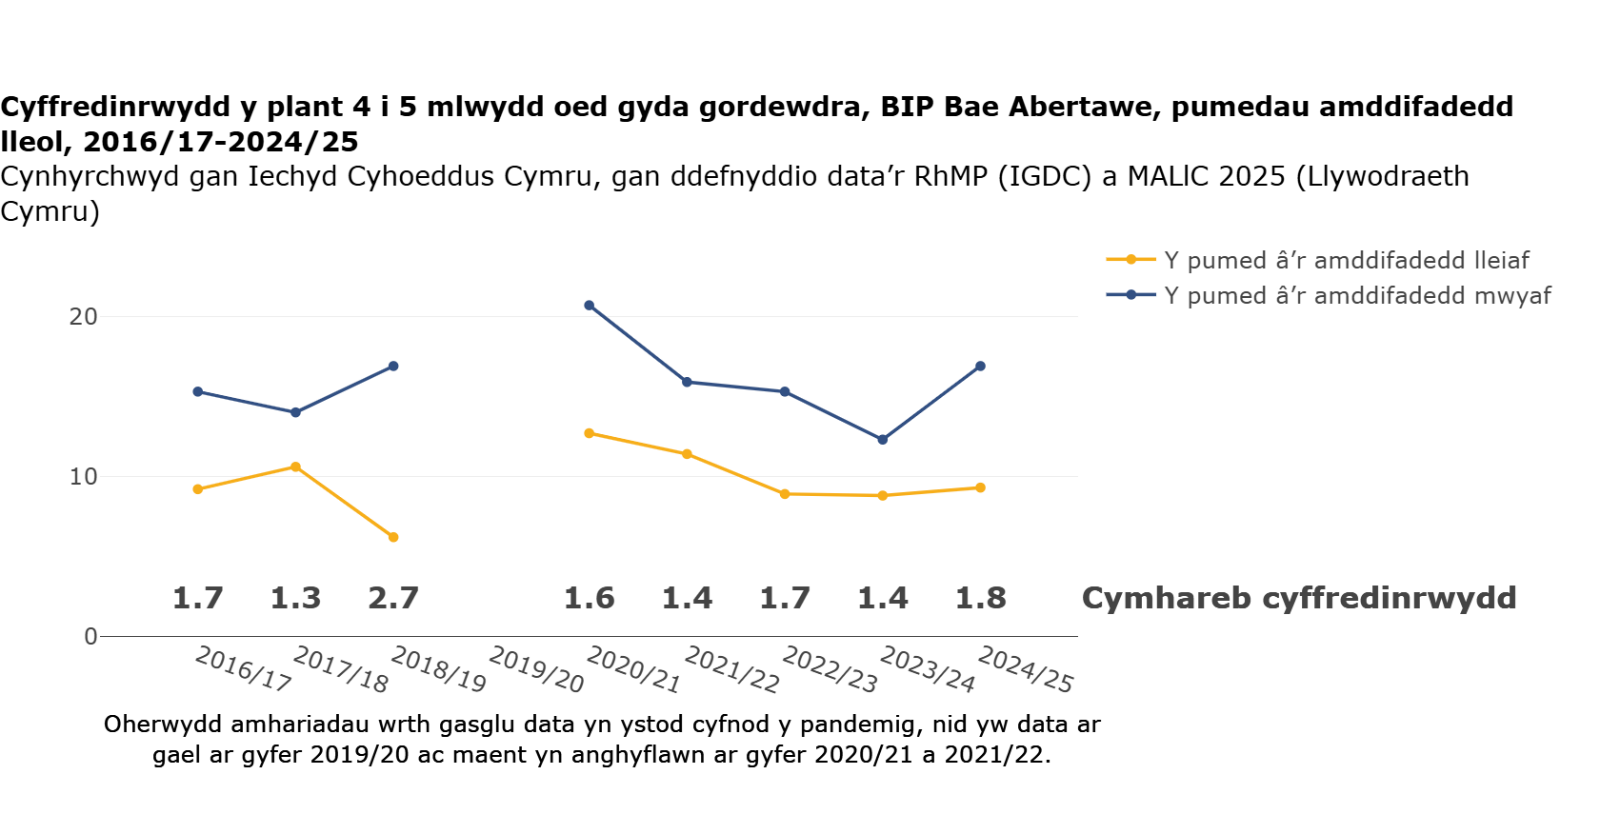 Cyffredinrwydd y plant 4 i 5 mlwydd oed gyda gordewdra, BIP Bae Abertawe, pumedau amddifadedd
lleol, 2016/17-2024/25
Cynhyrchwyd gan Iechyd Cyhoeddus Cymru, gan ddefnyddio data’r RhMP (IGDC) a MALlC 2025 (Llywodraeth
Cymru)
Y pumed â’r amddifadedd lleiaf
Y pumed â’r amddifadedd mwyaf
20
10
1.7 1.3 2.7 1.6 1.4 1.7 1.4 1.8 Cymhareb cyffredinrwydd
0
2016/17 2017/18 2018/19 2019/20 2020/21 2021/22 2022/23 2023/24 2024/25
Oherwydd amhariadau wrth gasglu data yn ystod cyfnod y pandemig, nid yw data ar
gael ar gyfer 2019/20 ac maent yn anghyflawn ar gyfer 2020/21 a 2021/22.